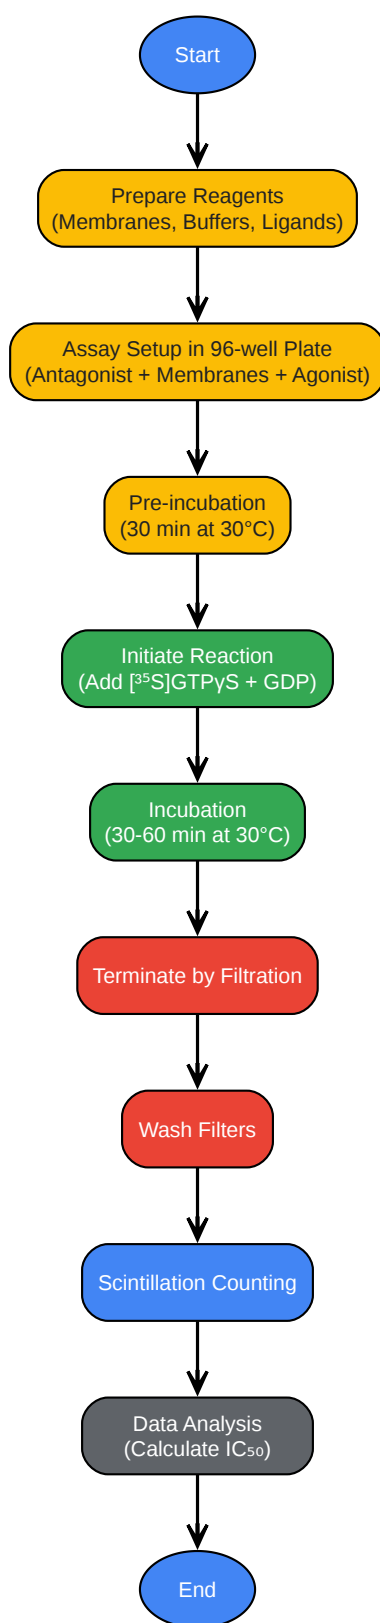 Start
Prepare Reagents
(Membranes, Buffers, Ligands)
Assay Setup in 96-well Plate
(Antagonist + Membranes + Agonist)
Pre-incubation
(30 min at 30°C)
Initiate Reaction
(Add [³⁵S]GTPγS + GDP)
Incubation
(30-60 min at 30°C)
Terminate by Filtration
Wash Filters
Scintillation Counting
Data Analysis
(Calculate IC₅₀)
End